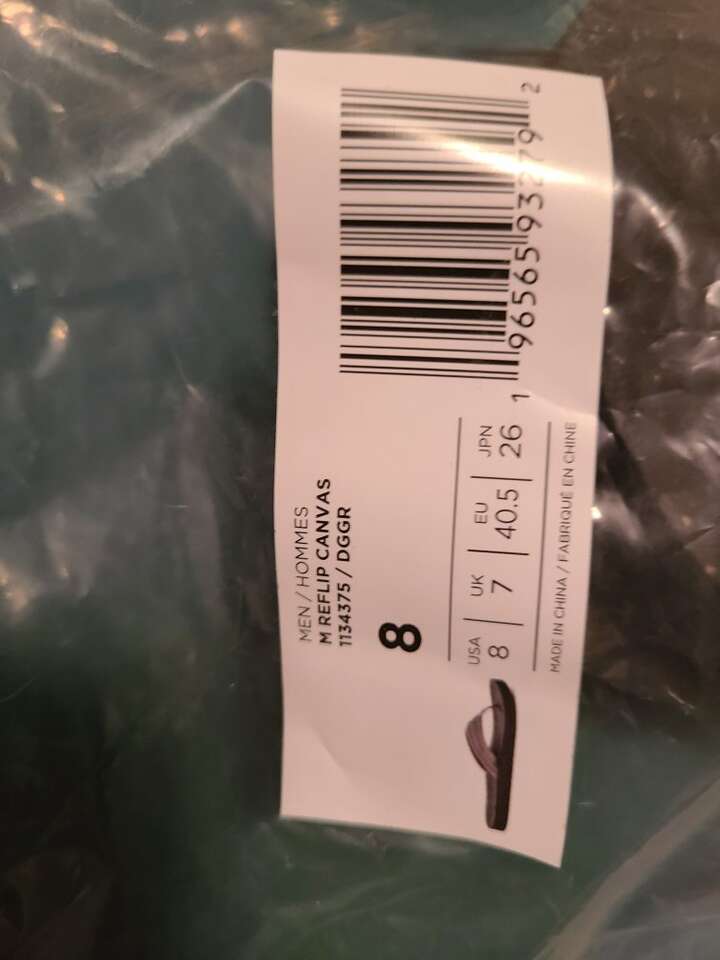 MEN / HOMMES
M REFLIP CANVAS
1134375 / DGGR
8
USA UK EU JPN
8 7 40.5 26
MADE IN CHINA / FABRIQUÉ EN CHINE
1 96565 93279 2